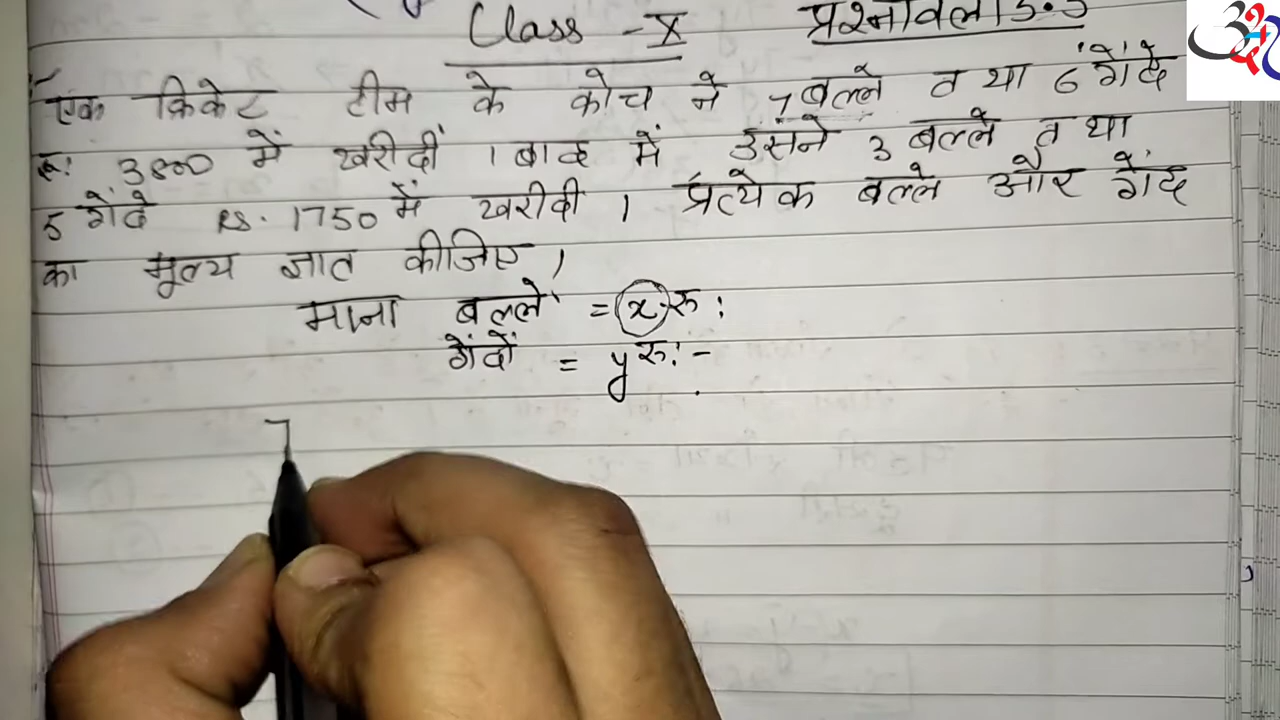 Class - X प्रश्नावली 3.3
एक क्रिकेट टीम के कोच ने 7 बल्ले तथा 6 गेंदे
रू: 3800 में खरीदीं । बाद में उसने 3 बल्ले तथा
5 गेंदे RS. 1750 में खरीदी । प्रत्येक बल्ले और गेंद
का मूल्य ज्ञात कीजिए ।
माना बल्ले = x रु :
गेंदों = y रु: -
7